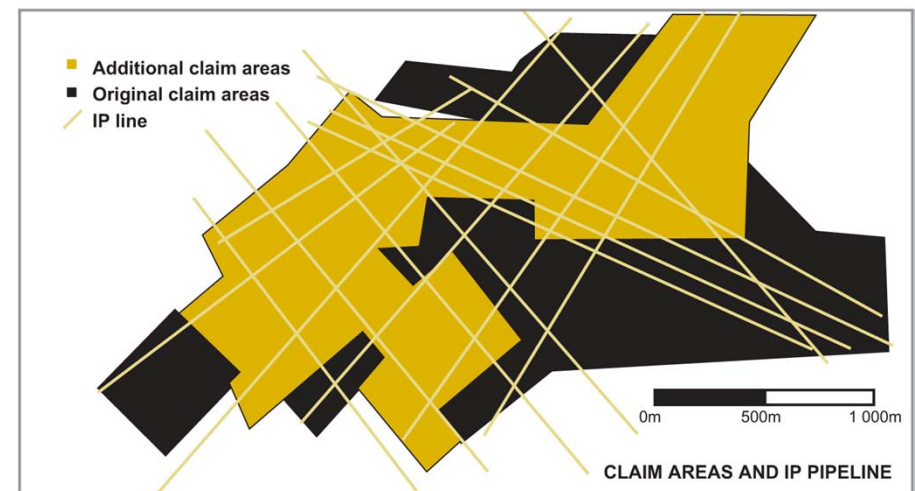 Additional claim areas
Original claim areas
IP line
0m 500m 1 000m
CLAIM AREAS AND IP PIPELINE